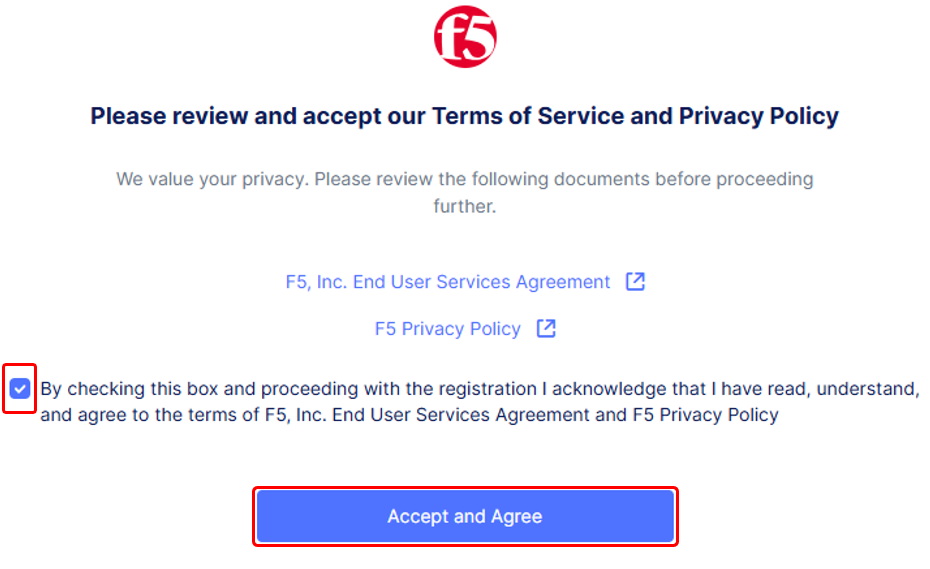 f5
Please review and accept our Terms of Service and Privacy Policy
We value your privacy. Please review the following documents before proceeding
further.
F5, Inc. End User Services Agreement
F5 Privacy Policy
By checking this box and proceeding with the registration I acknowledge that I have read, understand,
and agree to the terms of F5, Inc. End User Services Agreement and F5 Privacy Policy
Accept and Agree